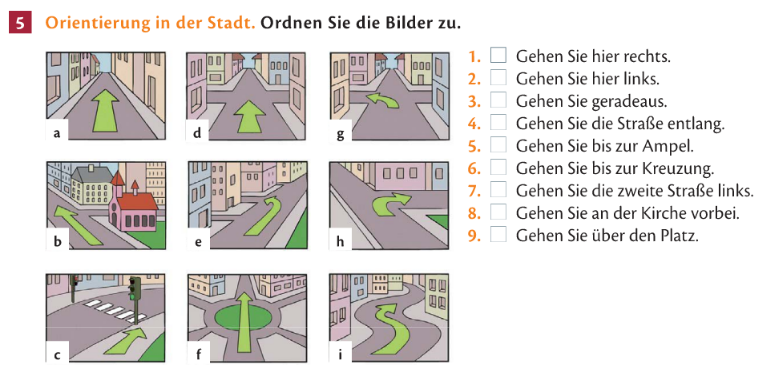 5 Orientierung in der Stadt. Ordnen Sie die Bilder zu.
a
d
g
b
e
h
c
f
i
1. Gehen Sie hier rechts.
2. Gehen Sie hier links.
3. Gehen Sie geradeaus.
4. Gehen Sie die Straße entlang.
5. Gehen Sie bis zur Ampel.
6. Gehen Sie bis zur Kreuzung.
7. Gehen Sie die zweite Straße links.
8. Gehen Sie an der Kirche vorbei.
9. Gehen Sie über den Platz.